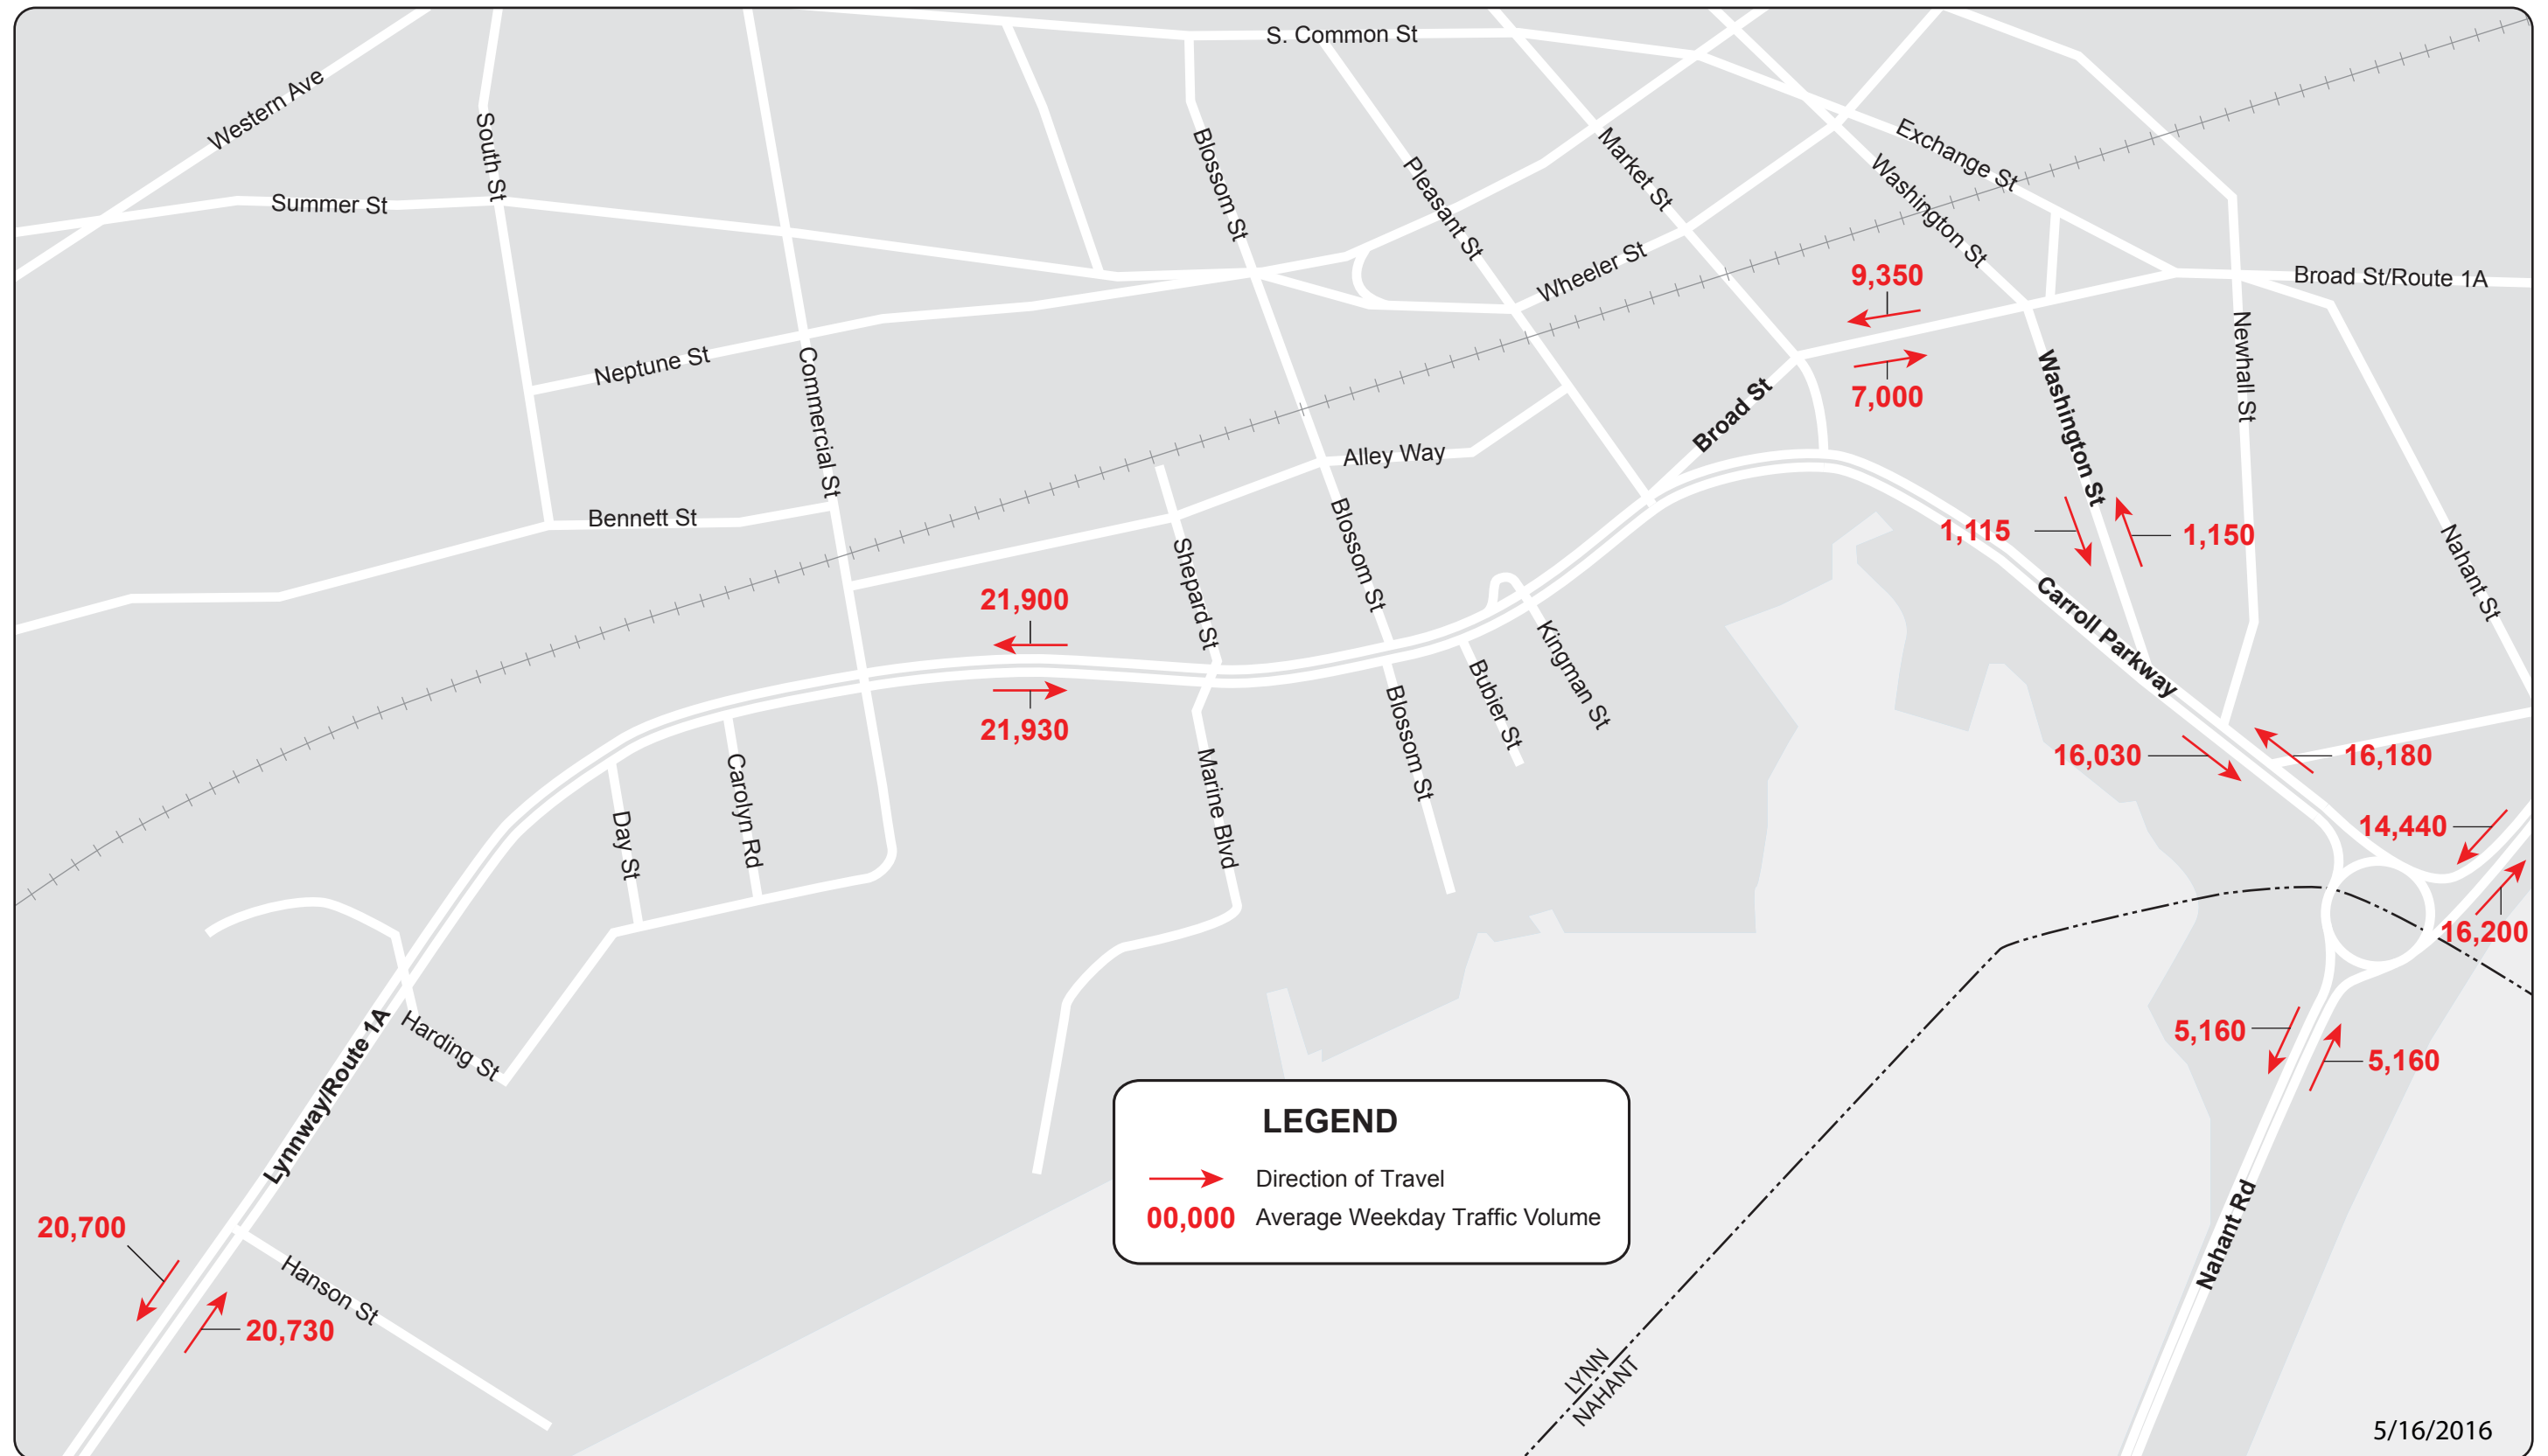 S. Common St
Western Ave
South St
Summer St
Blossom St
Pleasant St
Market St
Exchange St
Washington St
Wheeler St
Broad St/Route 1A
9,350
7,000
Neptune St
Commercial St
Newhall St
Washington St
Broad St
Alley Way
Bennett St
Blossom St
Shepard St
1,115
1,150
Nahant St
21,900
21,930
Carroll Parkway
Kingman St
Bubier St
Blossom St
16,030
16,180
Marine Blvd
Carolyn Rd
Day St
14,440
16,200
Harding St
Lynnway/Route 1A
5,160
5,160
LEGEND
Direction of Travel
00,000 Average Weekday Traffic Volume
Nahant Rd
20,700
Hanson St
20,730
LYNN
NAHANT
5/16/2016